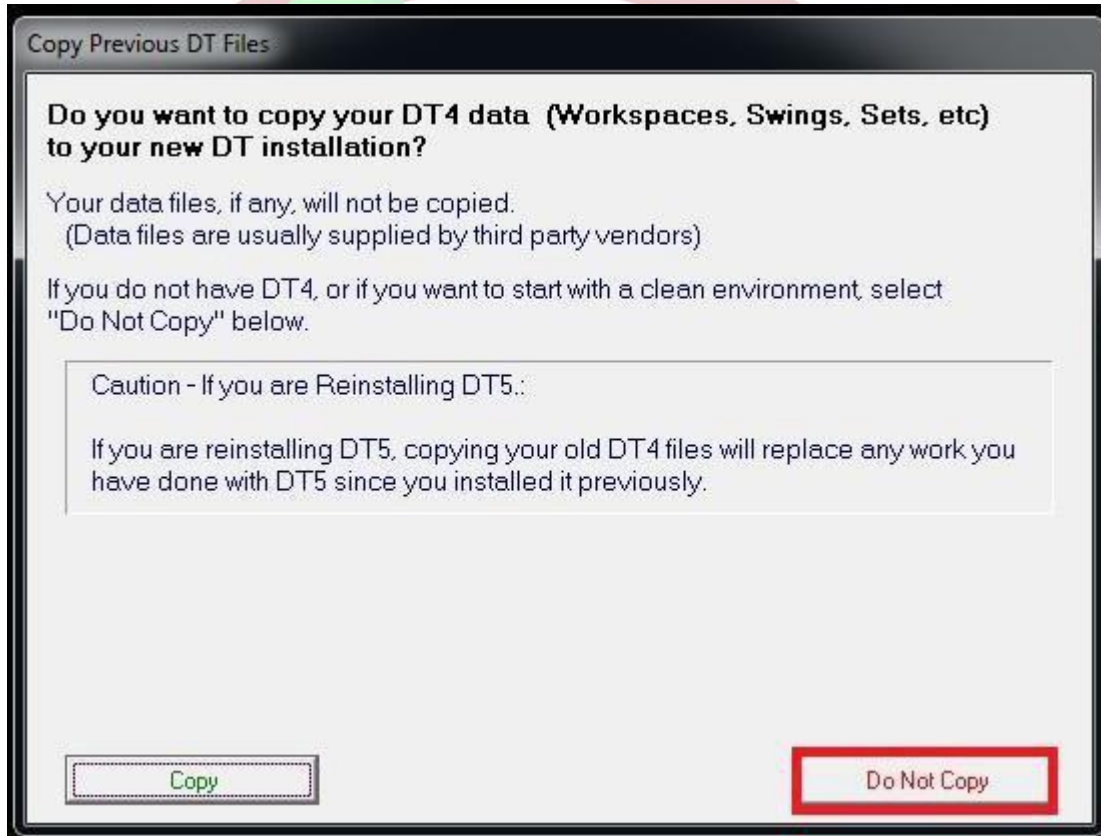 Copy Previous DT Files
Do you want to copy your DT4 data (Workspaces, Swings, Sets, etc)
to your new DT installation?
Your data files, if any, will not be copied.
(Data files are usually supplied by third party vendors)
If you do not have DT4, or if you want to start with a clean environment, select
"Do Not Copy" below.
Caution - If you are Reinstalling DT5.:
If you are reinstalling DT5, copying your old DT4 files will replace any work you
have done with DT5 since you installed it previously.
Copy
Do Not Copy